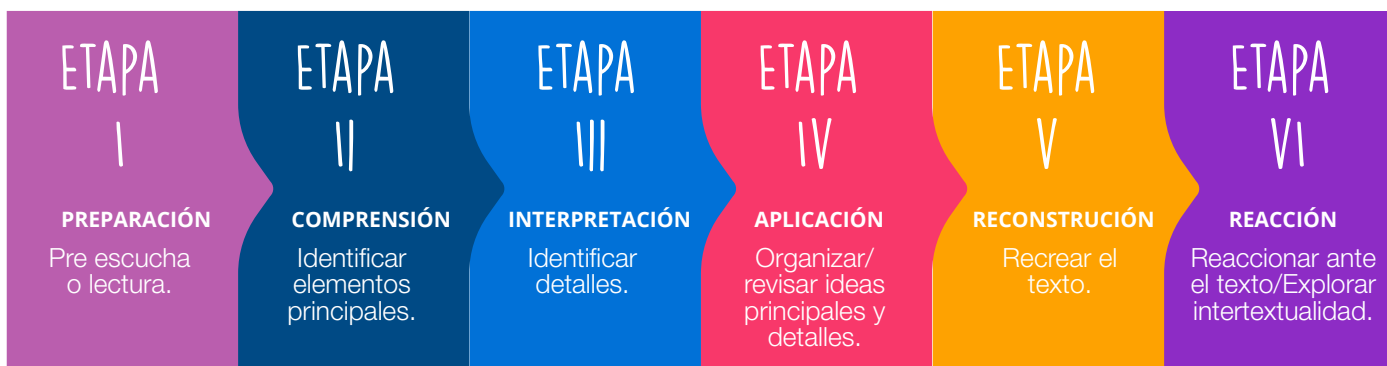 ETAPA
I
PREPARACIÓN
Pre escucha
o lectura.
ETAPA
II
COMPRENSIÓN
Identificar
elementos
principales.
ETAPA
III
INTERPRETACIÓN
Identificar
detalles.
ETAPA
IV
APLICACIÓN
Organizar/
revisar ideas
principales y
detalles.
ETAPA
V
RECONSTRUCIÓN
Recrear el
texto.
ETAPA
VI
REACCIÓN
Reaccionar ante
el texto/Explorar
intertextualidad.